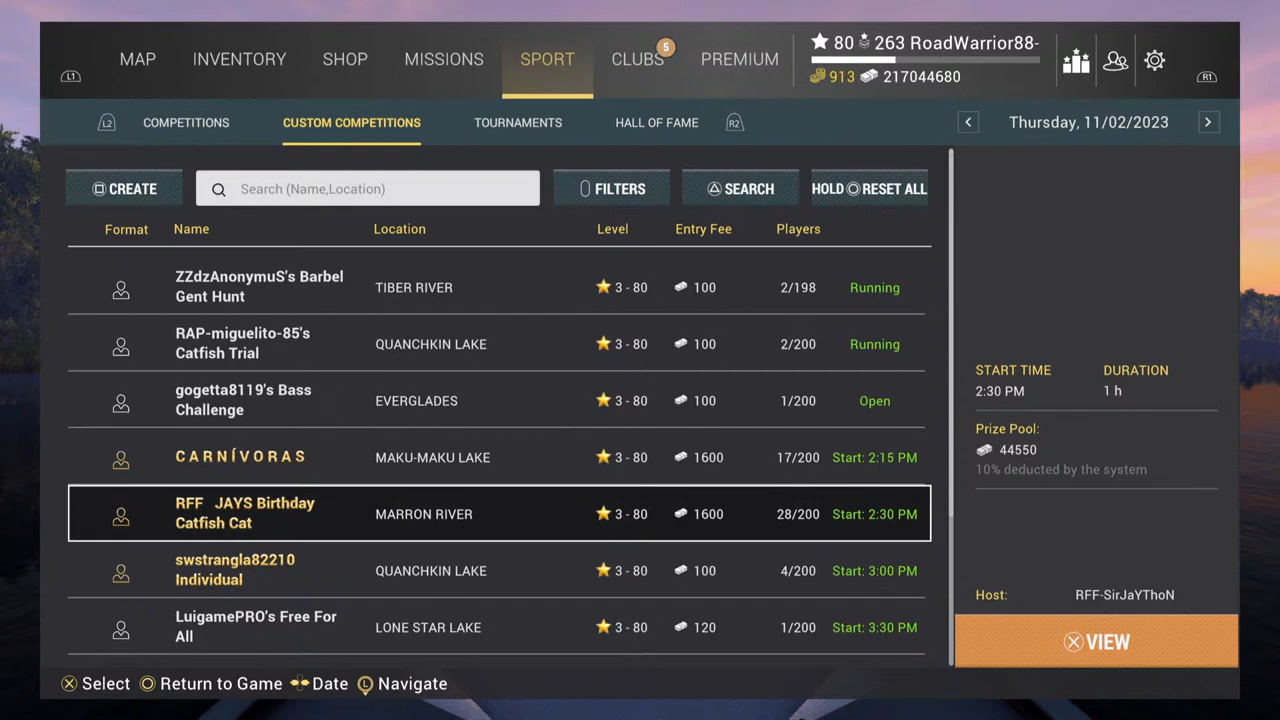 L1
MAP INVENTORY SHOP MISSIONS SPORT CLUBS 5 PREMIUM
80 263 RoadWarrior88-
913 217044680
R1
L2 COMPETITIONS CUSTOM COMPETITIONS TOURNAMENTS HALL OF FAME R2
< Thursday, 11/02/2023 >
CREATE Search (Name,Location) FILTERS SEARCH HOLD RESET ALL
Format Name Location Level Entry Fee Players
ZZdzAnonymuS's Barbel
Gent Hunt
TIBER RIVER 3 - 80 100 2/198 Running
RAP-miguelito-85's
Catfish Trial
QUANCHKIN LAKE 3 - 80 100 2/200 Running
gogetta8119's Bass
Challenge
EVERGLADES 3 - 80 100 1/200 Open
CARNÍVORAS MAKU-MAKU LAKE 3 - 80 1600 17/200 Start: 2:15 PM
RFF JAYS Birthday
Catfish Cat
MARRON RIVER 3 - 80 1600 28/200 Start: 2:30 PM
swstrangla82210
Individual
QUANCHKIN LAKE 3 - 80 100 4/200 Start: 3:00 PM
LuigamePRO's Free For
All
LONE STAR LAKE 3 - 80 120 1/200 Start: 3:30 PM
START TIME DURATION
2:30 PM 1 h
Prize Pool:
44550
10% deducted by the system
Host: RFF-SirJaYThoN
VIEW
Select Return to Game Date L Navigate